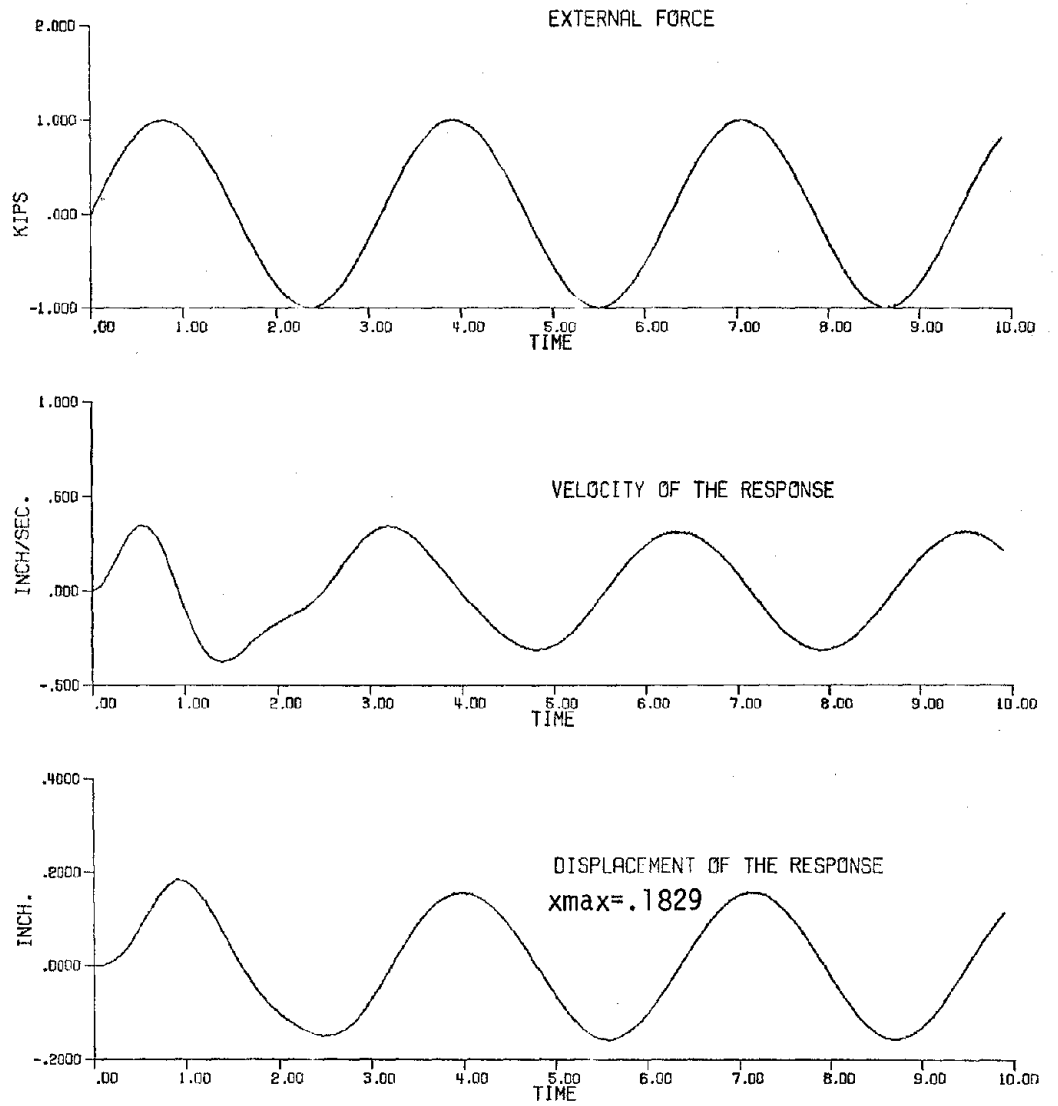 EXTERNAL FORCE
2.000
1.000
.000
-1.000
KIPS
.00 1.00 2.00 3.00 4.00 5.00 6.00 7.00 8.00 9.00 10.00
TIME
VELOCITY OF THE RESPONSE
1.000
.500
.000
-.500
INCH/SEC.
.00 1.00 2.00 3.00 4.00 5.00 6.00 7.00 8.00 9.00 10.00
TIME
DISPLACEMENT OF THE RESPONSE
xmax=.1829
.4000
.2000
.0000
-.2000
INCH.
.00 1.00 2.00 3.00 4.00 5.00 6.00 7.00 8.00 9.00 10.00
TIME